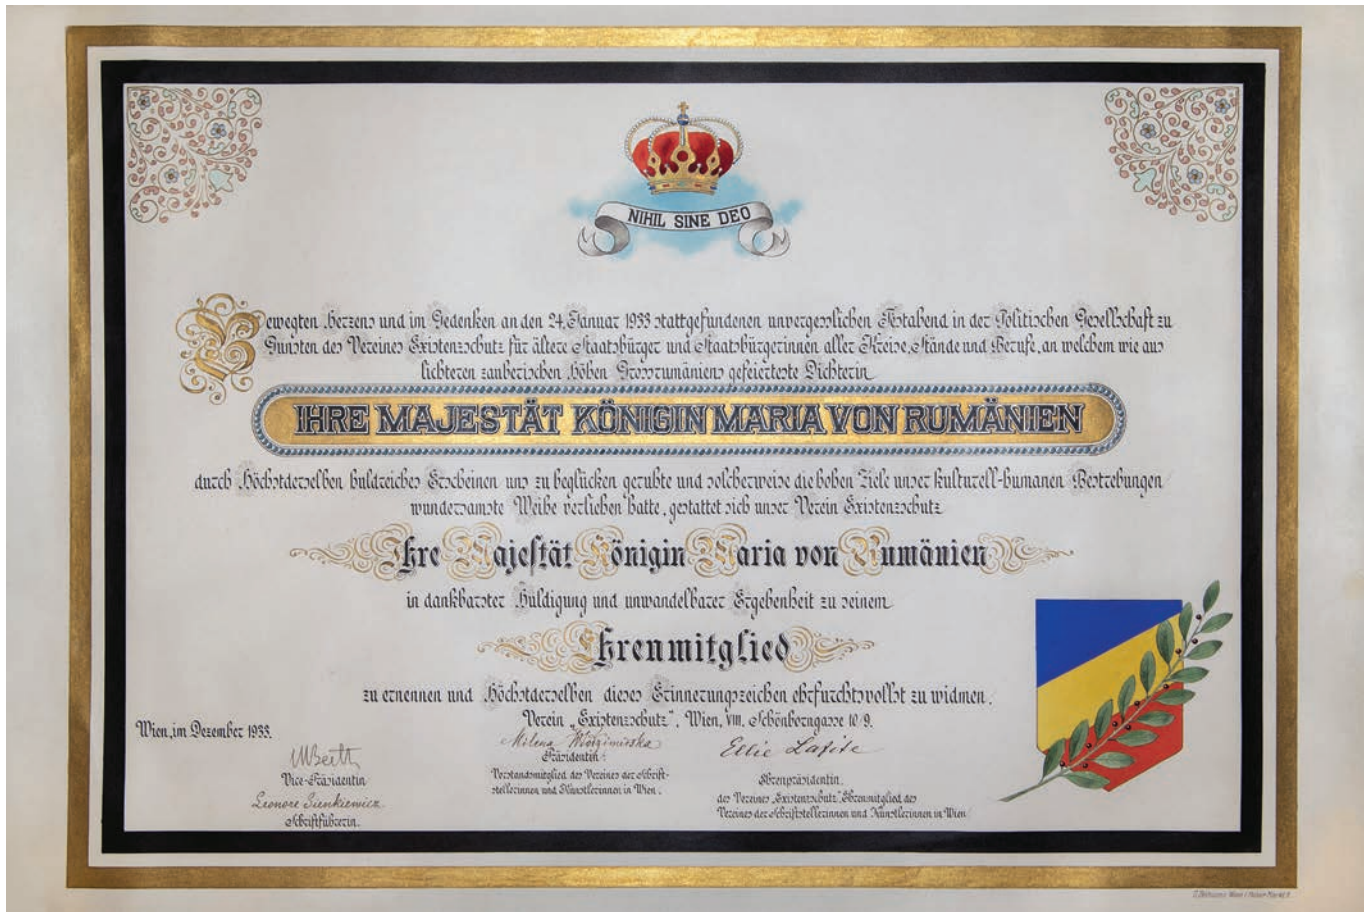 NIHIL SINE DEO
Bewegten Herzens und im Gedenken an den 24. Januar 1933 stattgefundenen unvergesslichen Festabend in der Politischen Gesellschaft zu
Gunsten des Vereines Existenzschutz für ältere Staatsbürger und Staatsbürgerinnen aller Kreise, Stände und Berufe, an welchem wie aus
lichteren zauberischen Höhen Grossrumäniens gefeierteste Dichterin
IHRE MAJESTÄT KÖNIGIN MARIA VON RUMÄNIEN
durch Höchstderselben huldreiches Erscheinen uns zu beglücken geruhte und solcherweise die hohen Ziele unser kulturell-humanen Bestrebungen
wundersamste Weihe verliehen hatte, gestattet sich unser Verein Existenzschutz
Ihre Majestät Königin Maria von Rumänien
in dankbarster Huldigung und unwandelbarer Ergebenheit zu seinem
Ehrenmitglied
zu ernennen und Höchstderselben dieses Erinnerungszeichen ehrfurchtsvollst zu widmen.
Verein „Existenzschutz", Wien, VIII. Schönborngasse 10/9.
Wien, im Dezember 1933.
Vice-Präsidentin
Leonore Sienkiewicz
Schriftführerin.
Milena
Präsidentin
Vorstandsmitglied des Vereines der Schrift-
stellerinnen und Künstlerinnen in Wien.
Ellie Lafite
Ehrenpräsidentin
des Vereines „Existenzschutz" Ehrenmitglied des
Vereines der Schriftstellerinnen und Künstlerinnen in Wien